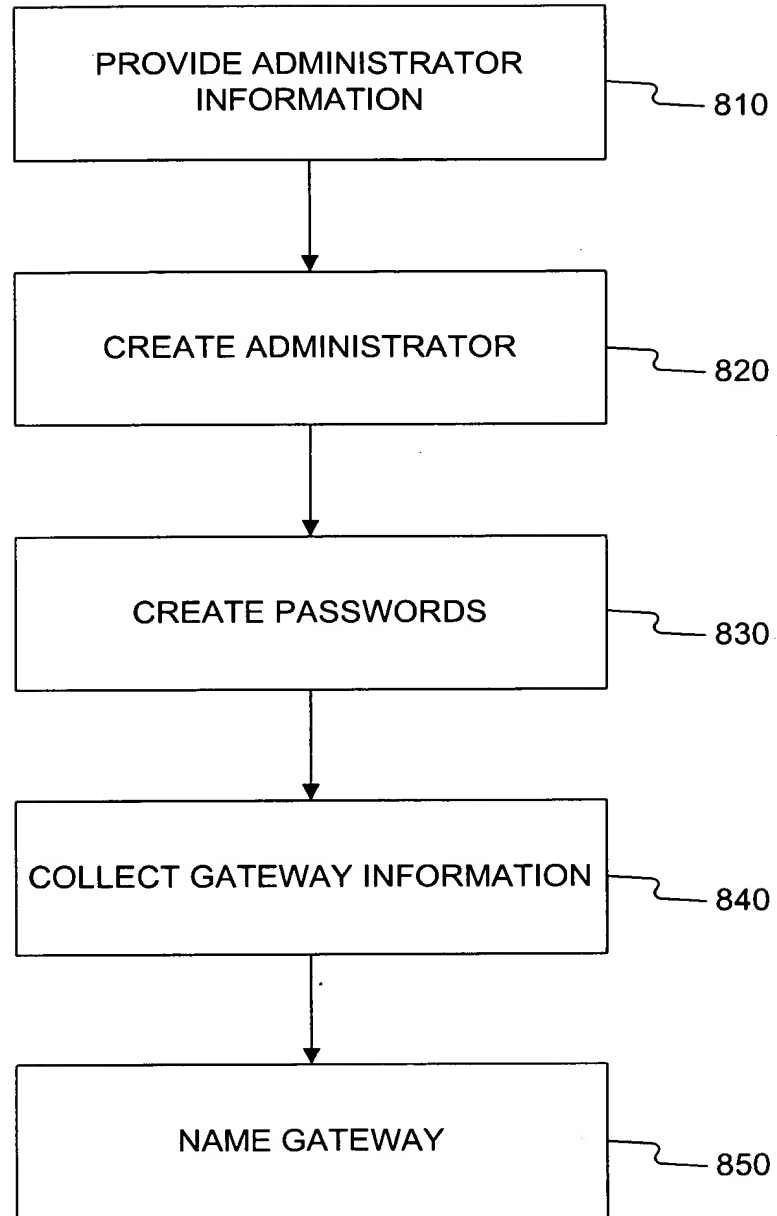 PROVIDE ADMINISTRATOR
INFORMATION
810
CREATE ADMINISTRATOR
820
CREATE PASSWORDS
830
COLLECT GATEWAY INFORMATION
840
NAME GATEWAY
850